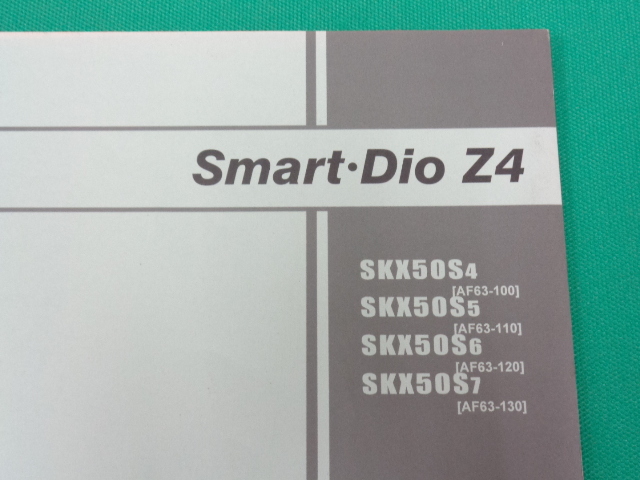 Smart·Dio Z4
SKX50S4
[AF63-100]
SKX50S5
[AF63-110]
SKX50S6
[AF63-120]
SKX50S7
[AF63-130]